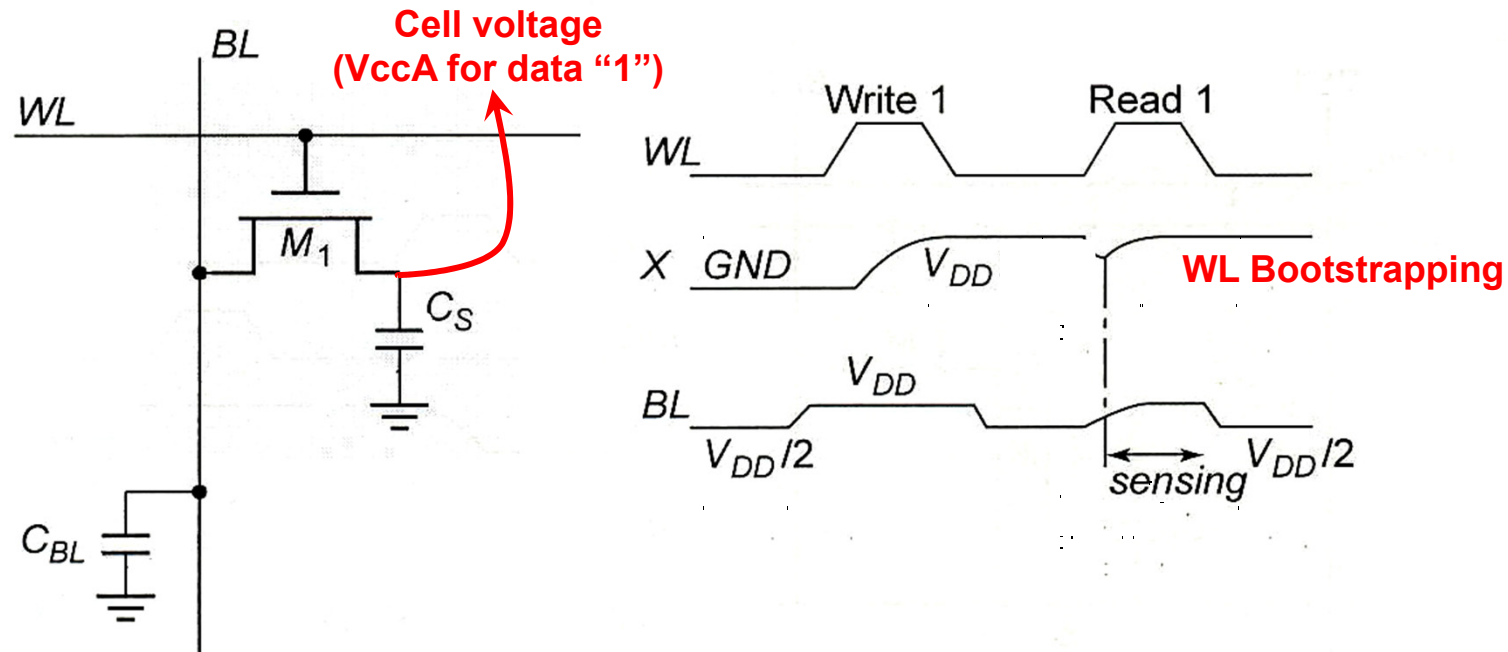 Cell voltage
(VccA for data “1”)
BL
WL
M1
CS
CBL
Write 1 Read 1
WL
X GND VDD
WL Bootstrapping
VDD
BL
VDD/2 VDD/2
sensing